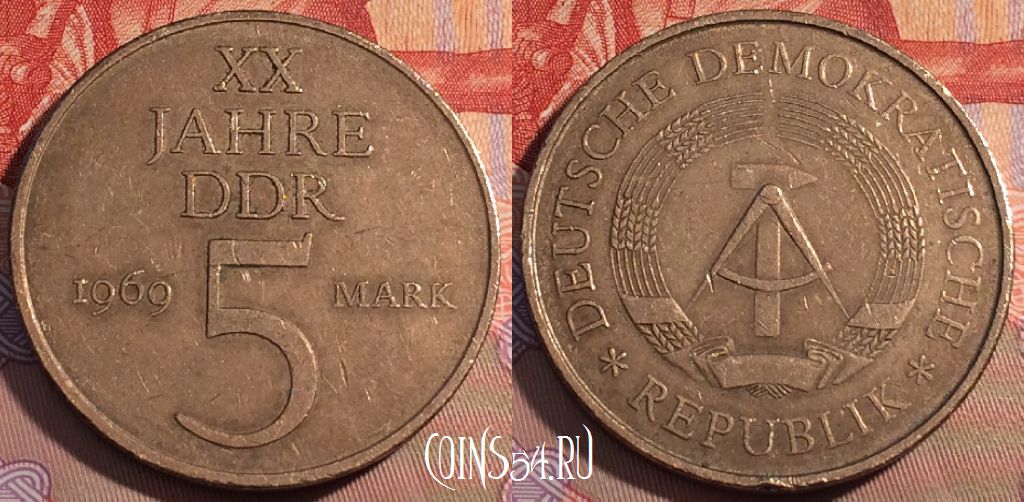 XX
JAHRE
DDR
1969 5 MARK
DEUTSCHE DEMOKRATISCHE
* REPUBLIK *
COINS54.RU